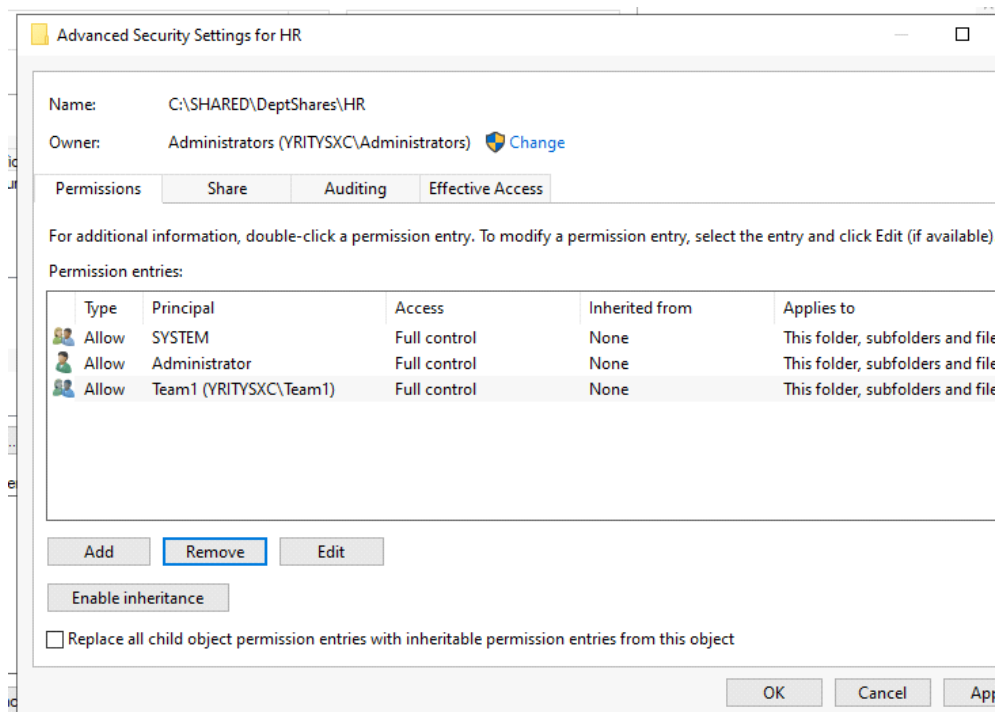 Advanced Security Settings for HR
Name: C:\SHARED\DeptShares\HR
Owner: Administrators (YRITYSXC\Administrators) Change
Permissions Share Auditing Effective Access
For additional information, double-click a permission entry. To modify a permission entry, select the entry and click Edit (if available)
Permission entries:
Type Principal Access Inherited from Applies to
Allow SYSTEM Full control None This folder, subfolders and file
Allow Administrator Full control None This folder, subfolders and file
Allow Team1 (YRITYSXC\Team1) Full control None This folder, subfolders and file
Add Remove Edit
Enable inheritance
Replace all child object permission entries with inheritable permission entries from this object
OK Cancel App